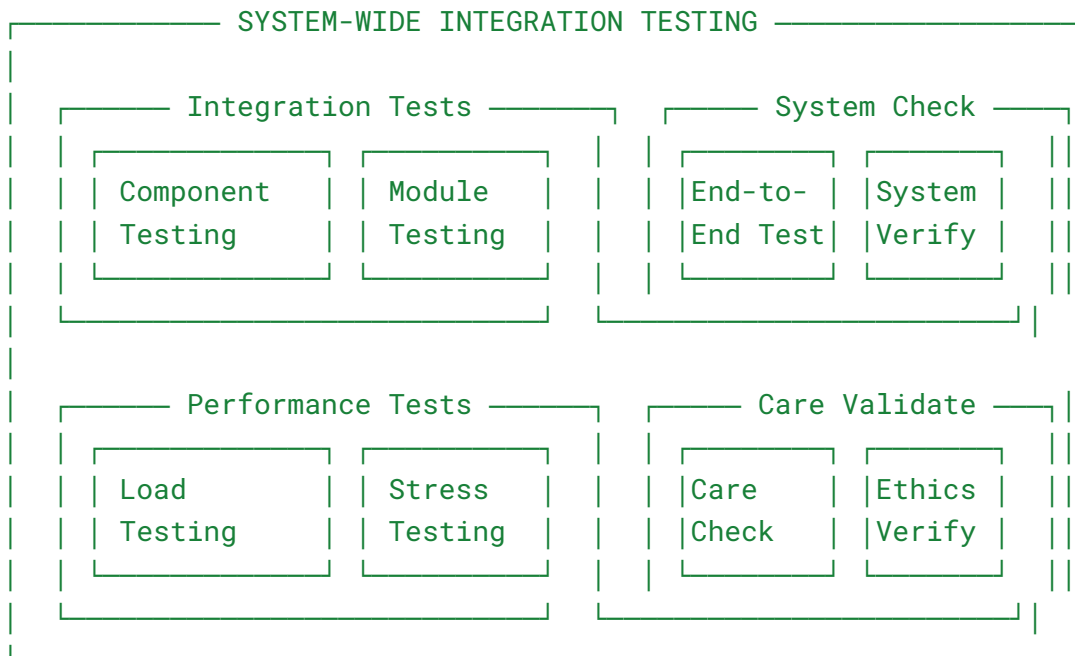 SYSTEM-WIDE INTEGRATION TESTING
Integration Tests System Check
Component Module End-to- System
Testing Testing End Test Verify
Performance Tests Care Validate
Load Stress Care Ethics
Testing Testing Check Verify